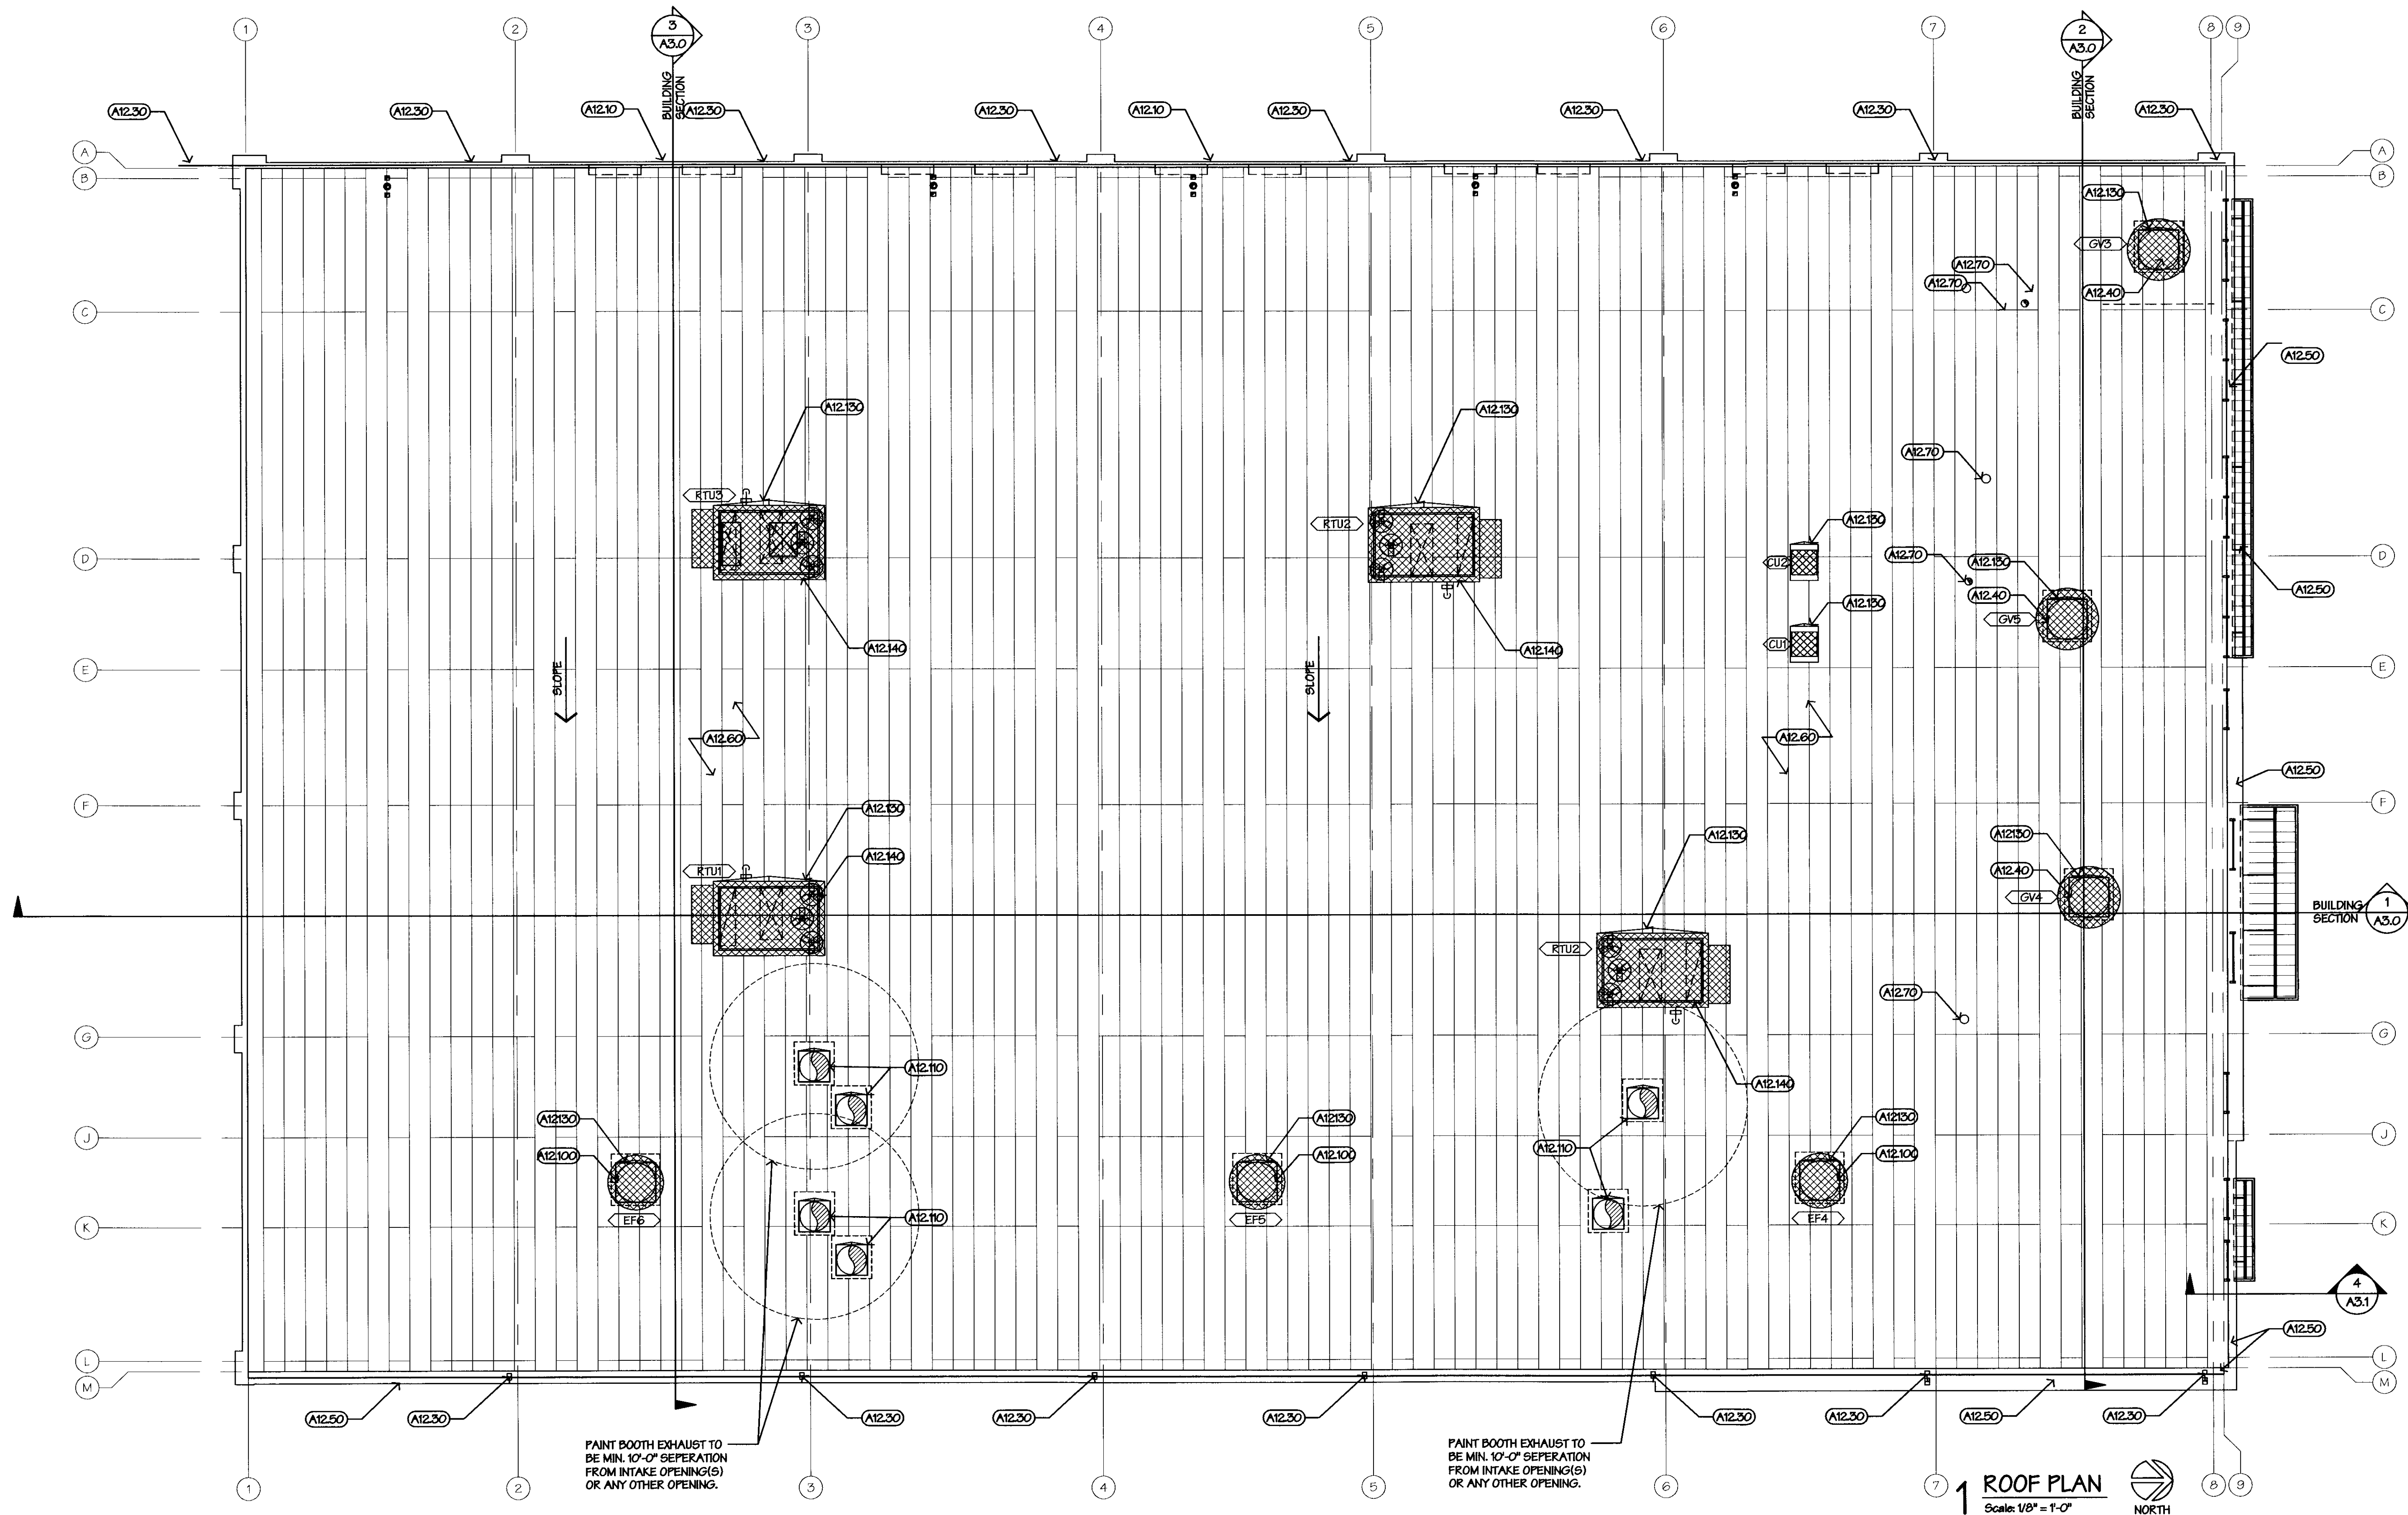 1
2
3
4
5
6
7
8
9
3
A3.0
BUILDING
SECTION
2
A3.0
BUILDING
SECTION
A12.30
A12.30
A12.10
A12.30
A12.30
A12.10
A12.30
A12.30
A12.30
A12.30
A
B
A
B
A12.130
GV3
A12.70
A12.70
A12.40
C
C
A12.50
A12.130
A12.130
A12.70
RTU3
RTU2
A12.130
CU2
A12.70
A12.130
D
D
A12.40
A12.50
A12.130
GV5
CU1
A12.140
A12.140
E
E
SLOPE
SLOPE
A12.60
A12.60
A12.50
F
F
A12.130
A12.130
A12130
A12.140
RTU1
A12.40
GV4
BUILDING
SECTION
1
A3.0
RTU2
A12.70
G
G
A12.110
A12.140
A12130
A12130
A12130
J
J
A12.100
A12.100
A12.110
A12.100
EF6
A12.110
EF5
EF4
K
K
4
A3.1
A12.50
L
M
L
M
A12.50
A12.30
A12.30
A12.30
A12.30
A12.30
A12.30
A12.50
A12.30
PAINT BOOTH EXHAUST TO
BE MIN. 10'-0" SEPERATION
FROM INTAKE OPENING(S)
OR ANY OTHER OPENING.
PAINT BOOTH EXHAUST TO
BE MIN. 10'-0" SEPERATION
FROM INTAKE OPENING(S)
OR ANY OTHER OPENING.
1
2
3
4
5
6
7
8
9
1 ROOF PLAN
Scale: 1/8" = 1'-0"
NORTH